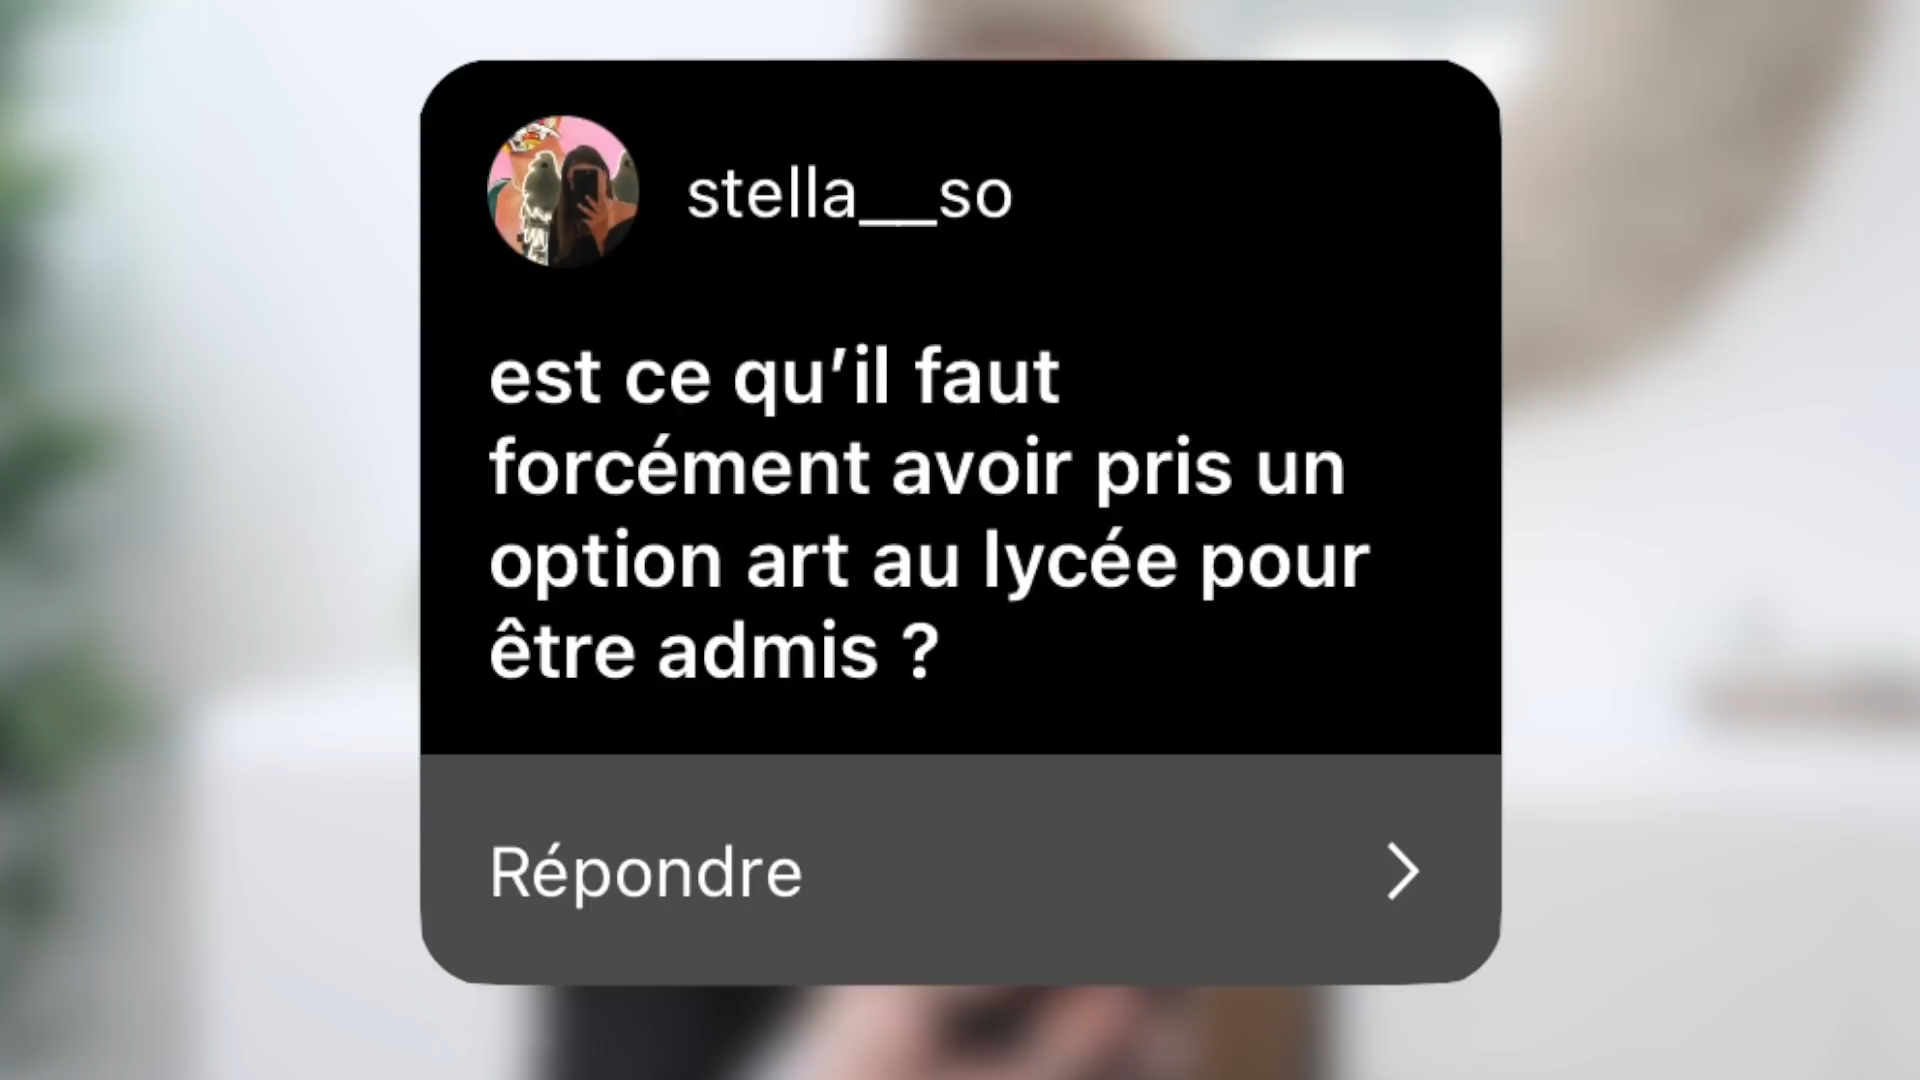 stella__so
est ce qu’il faut
forcément avoir pris un
option art au lycée pour
être admis ?
Répondre